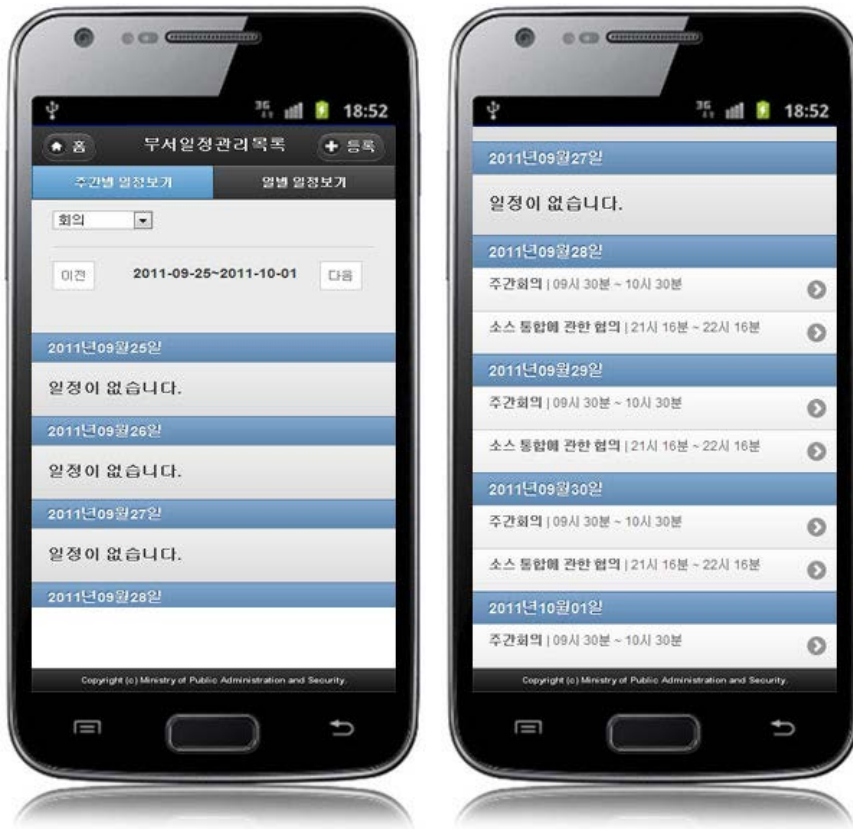 3G
18:52
홈
부서일정관리목록
등록
주간별 일정보기
월별 일정보기
회의
이전
2011-09-25~2011-10-01
다음
2011년09월25일
일정이 없습니다.
2011년09월26일
일정이 없습니다.
2011년09월27일
일정이 없습니다.
2011년09월28일
Copyright (c) Ministry of Public Administration and Security.
3G
18:52
2011년09월27일
일정이 없습니다.
2011년09월28일
주간회의 | 09시 30분 ~ 10시 30분
소스 통합에 관한 협의 | 21시 16분 ~ 22시 16분
2011년09월29일
주간회의 | 09시 30분 ~ 10시 30분
소스 통합에 관한 협의 | 21시 16분 ~ 22시 16분
2011년09월30일
주간회의 | 09시 30분 ~ 10시 30분
소스 통합에 관한 협의 | 21시 16분 ~ 22시 16분
2011년10월01일
주간회의 | 09시 30분 ~ 10시 30분
Copyright (c) Ministry of Public Administration and Security.